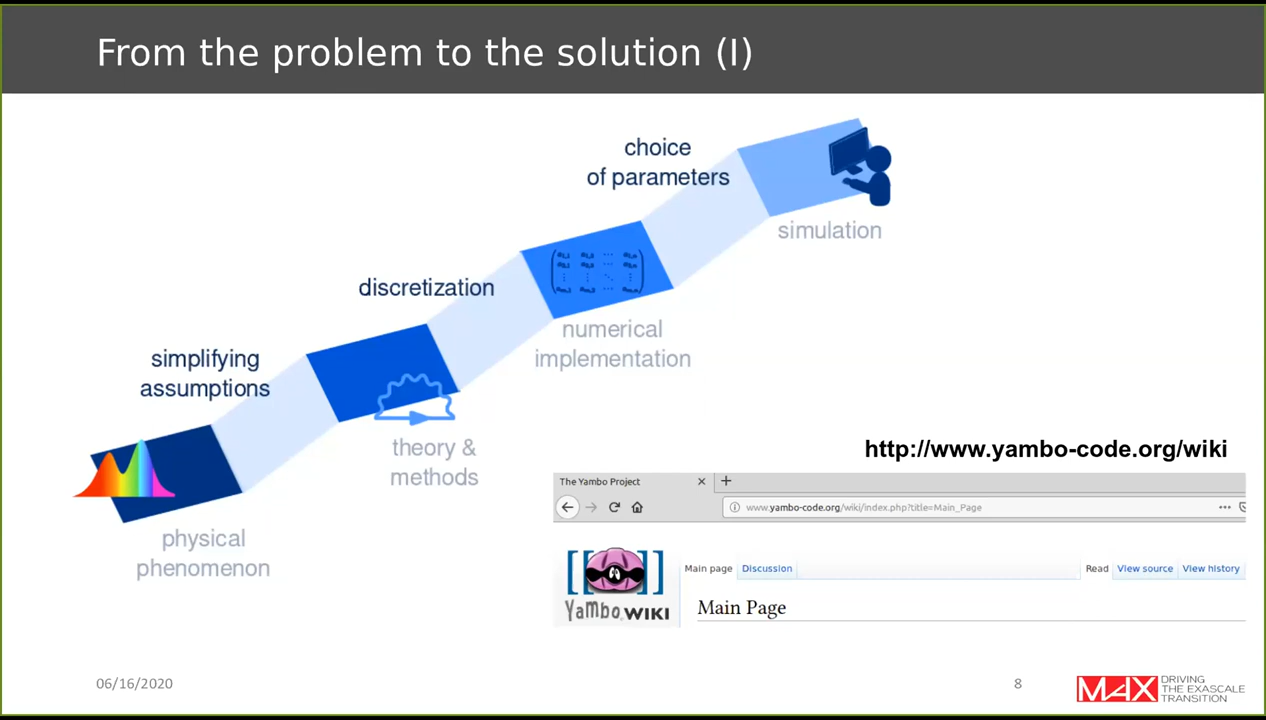 From the problem to the solution (I)
choice
of parameters
simulation
discretization
numerical
implementation
simplifying
assumptions
theory &
methods
physical
phenomenon
http://www.yambo-code.org/wiki
The Yambo Project
www.yambo-code.org/wiki/index.php?title=Main_Page
Main page Discussion Read View source View history
Yambo WIKI
Main Page
06/16/2020
8
MAX DRIVING
THE EXASCALE
TRANSITION